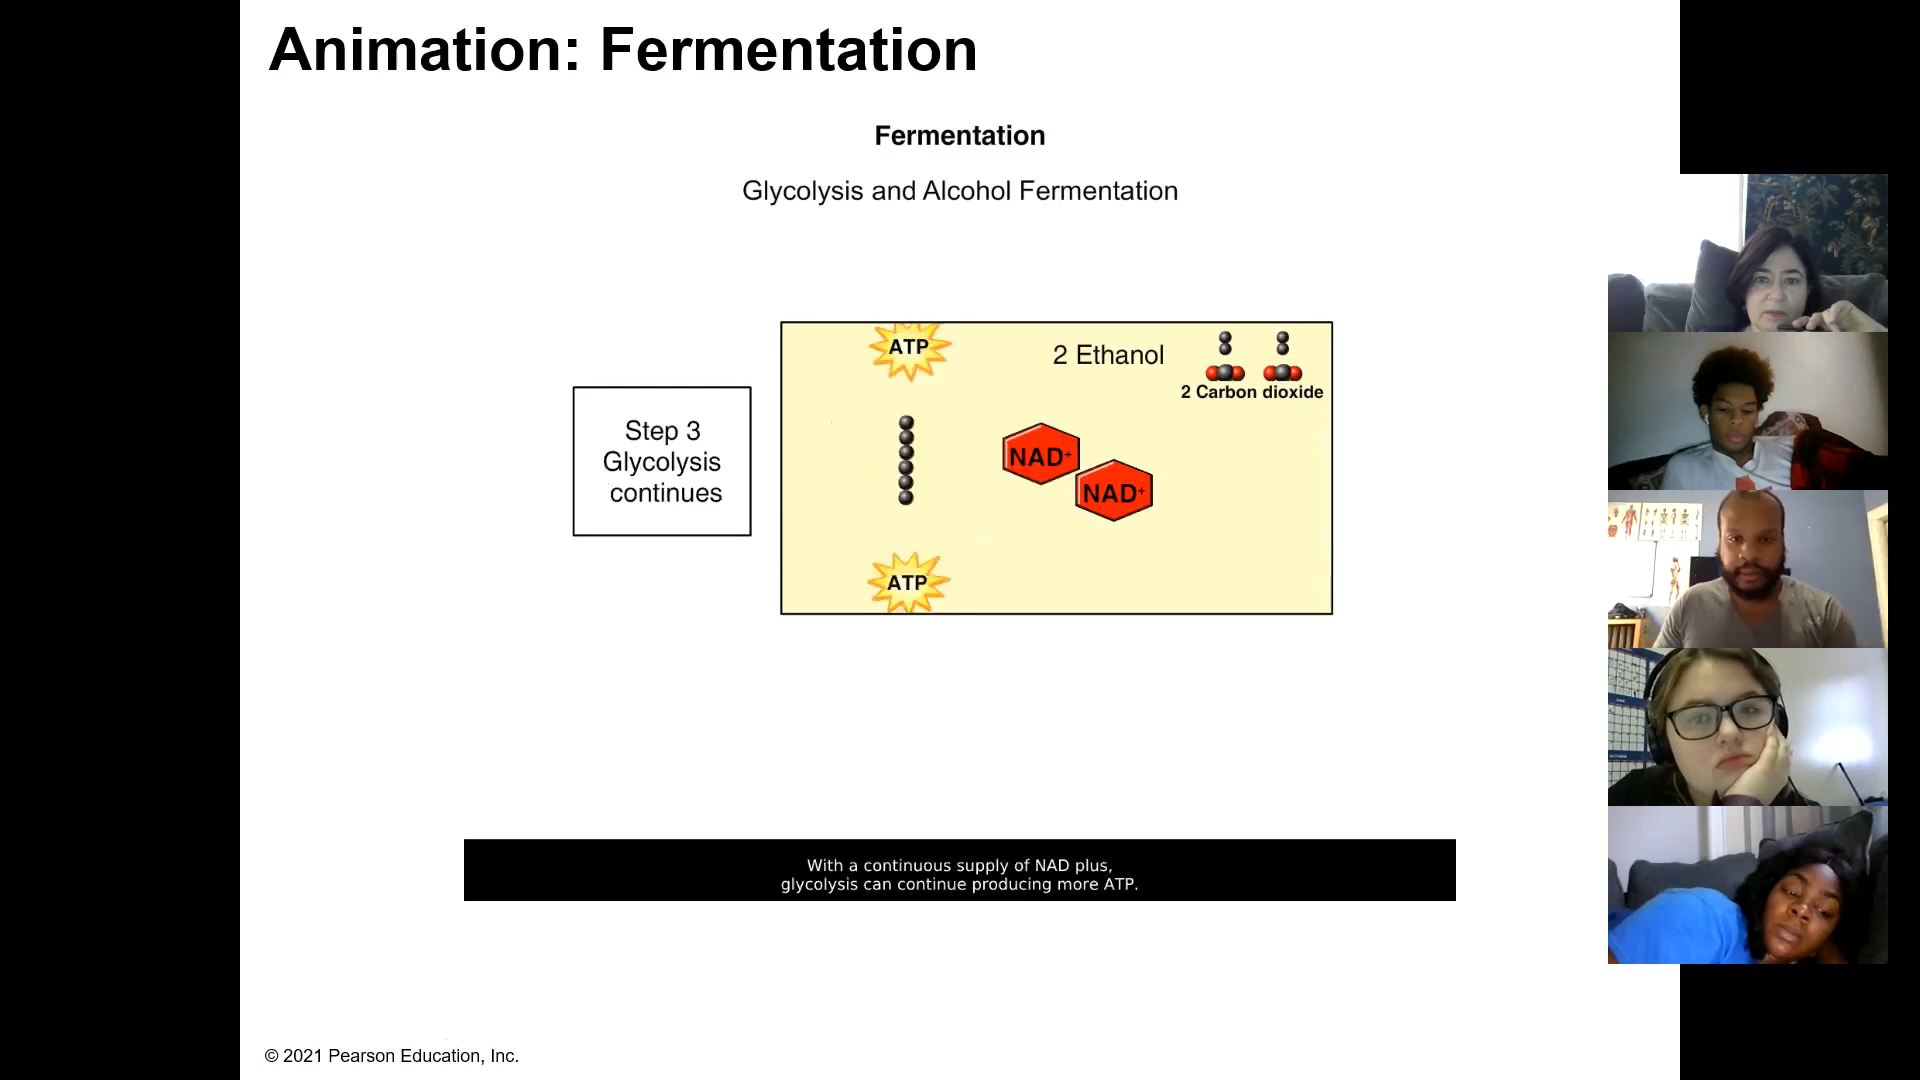 Animation: Fermentation
Fermentation
Glycolysis and Alcohol Fermentation
Step 3
Glycolysis
continues
ATP
2 Ethanol
2 Carbon dioxide
NAD+
NAD+
ATP
With a continuous supply of NAD plus,
glycolysis can continue producing more ATP.
© 2021 Pearson Education, Inc.